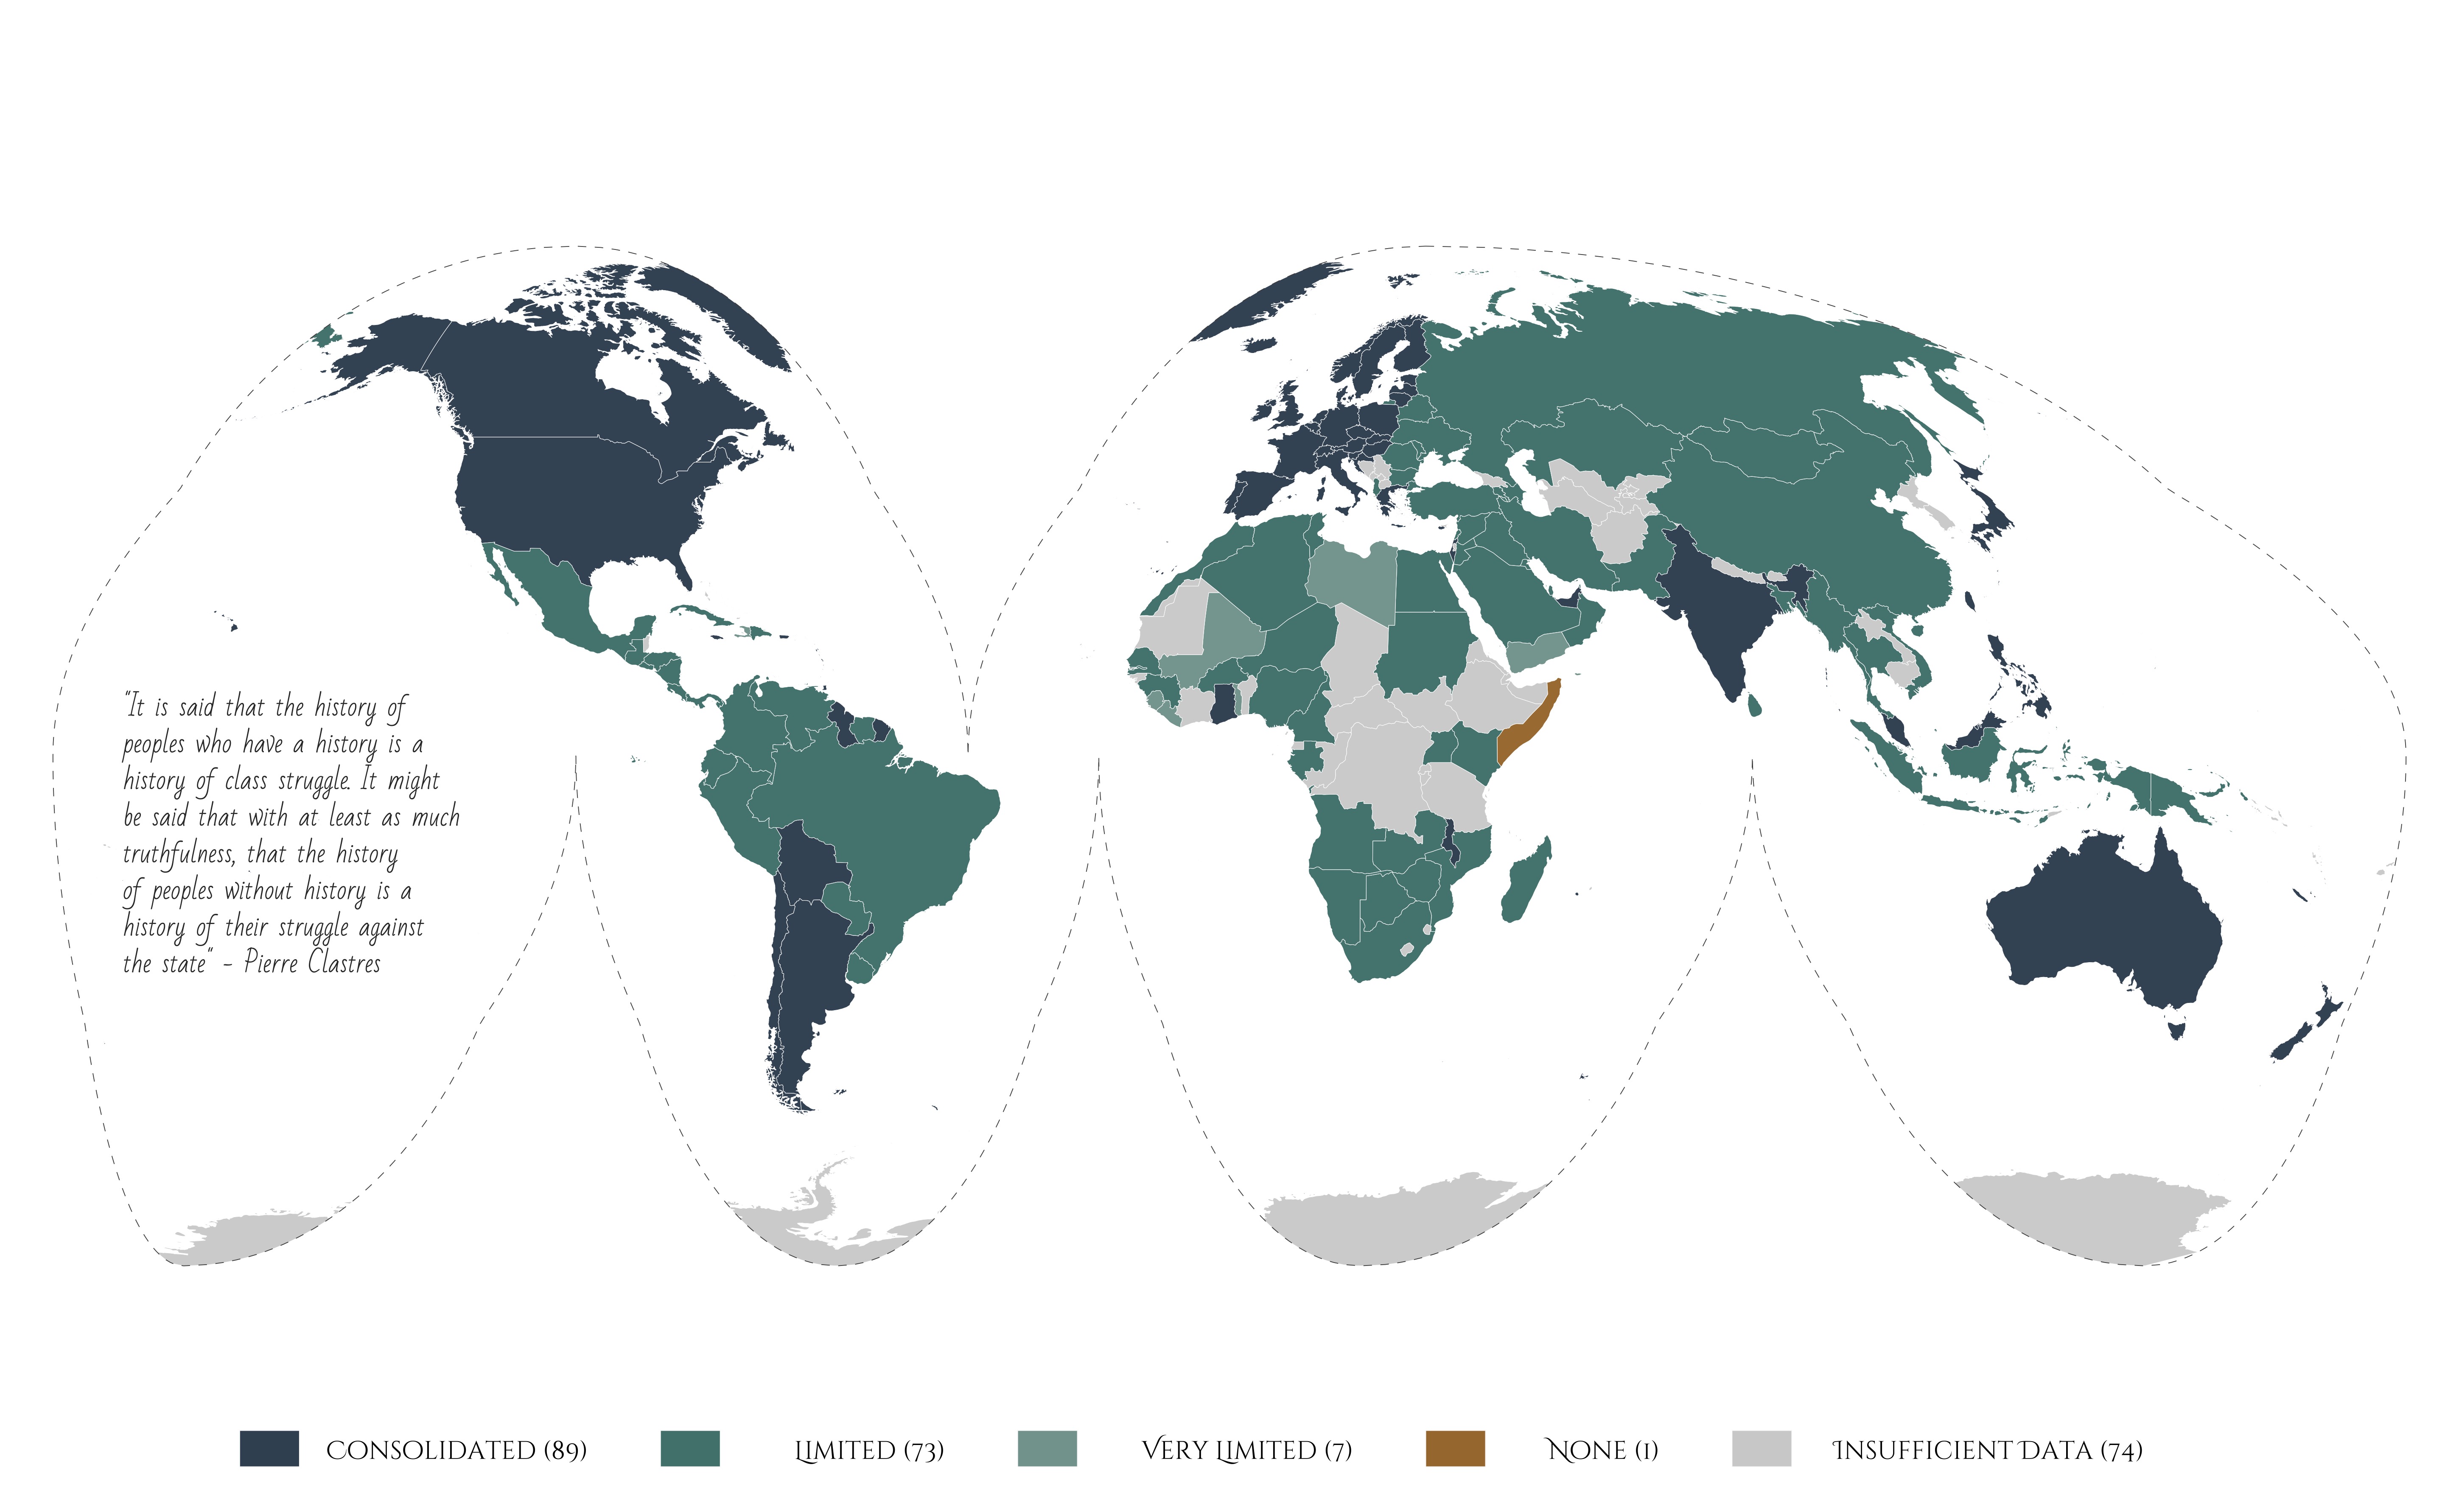 "It is said that the history of
peoples who have a history is a
history of class struggle. It might
be said that with at least as much
truthfulness, that the history
of peoples without history is a
history of their struggle against
the state" - Pierre Clastres
CONSOLIDATED (89)
LIMITED (73)
VERY LIMITED (7)
NONE (1)
INSUFFICIENT DATA (74)